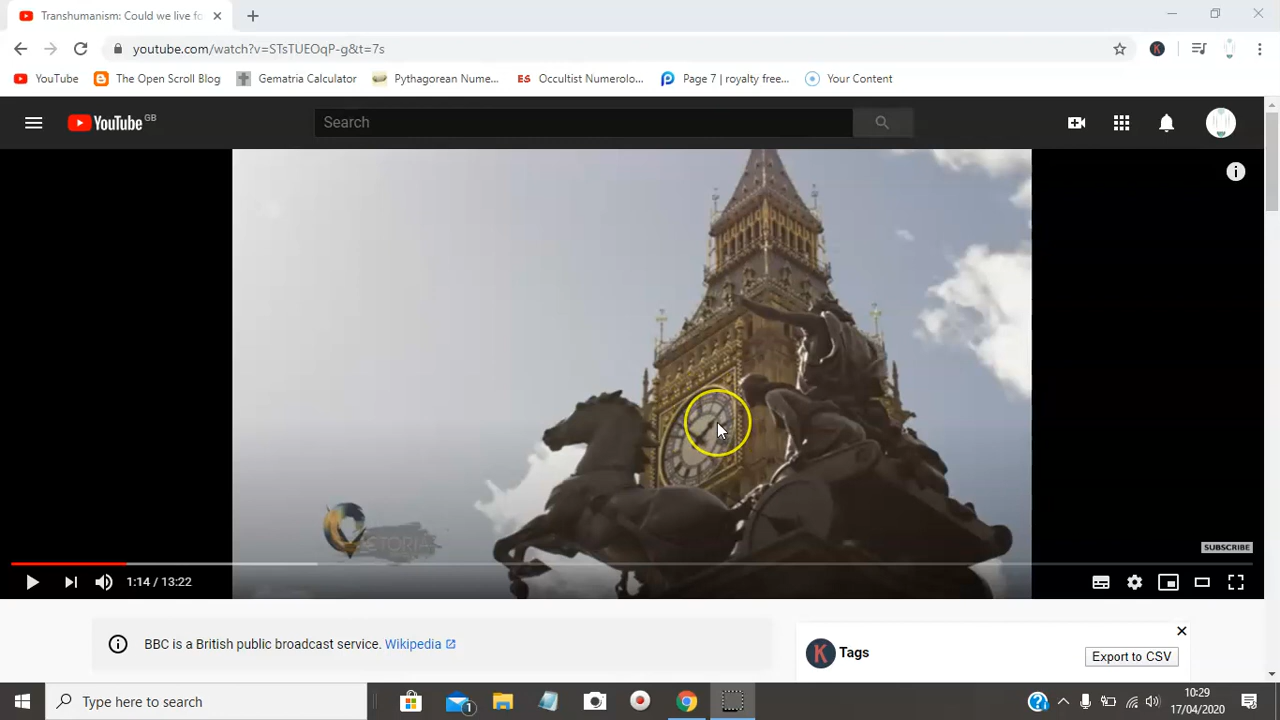 Transhumanism: Could we live fo
youtube.com/watch?v=STsTUEOqP-g&t=7s
YouTube
The Open Scroll Blog
Gematria Calculator
Pythagorean Nume...
ES Occultist Numerolo...
Page 7 | royalty free...
Your Content
YouTube GB
Search
SUBSCRIBE
1:14 / 13:22
BBC is a British public broadcast service. Wikipedia
K Tags
Export to CSV
Type here to search
1
10:29
17/04/2020